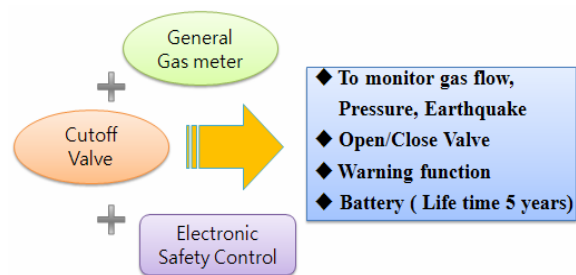 General
Gas meter
Cutoff
Valve
Electronic
Safety Control
◆ To monitor gas flow,
Pressure, Earthquake
◆ Open/Close Valve
◆ Warning function
◆ Battery ( Life time 5 years)